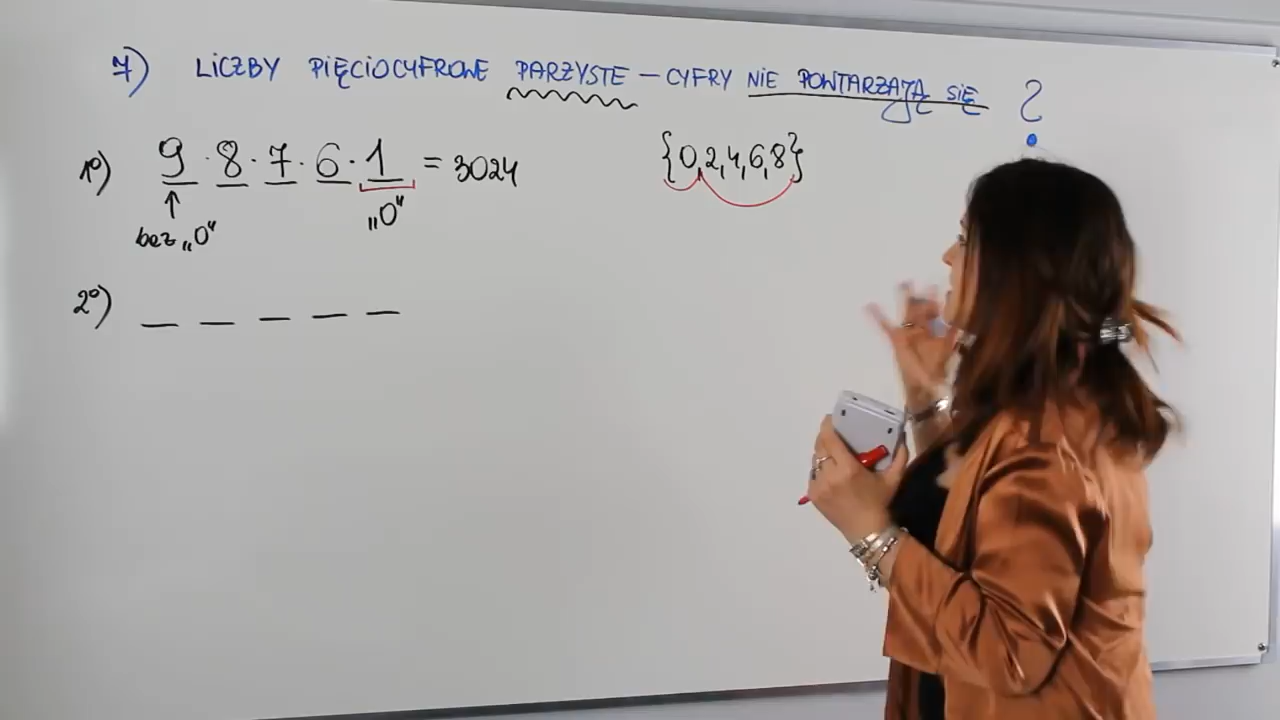 7) LICZBY PIĘCIOCYFROWE PARZYSTE - CYFRY NIE POWTARZAJĄ SIĘ ?
1°) 9 · 8 · 7 · 6 · 1 = 3024 {0,2,4,6,8}
bez „0" „0"
2°) _ _ _ _ _